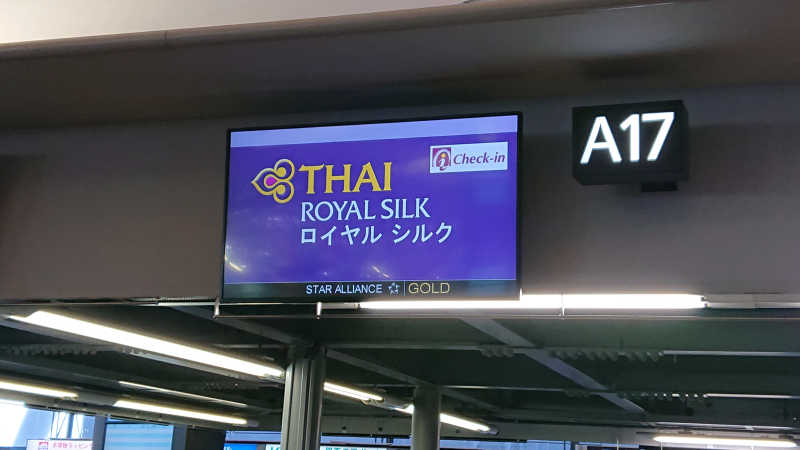 A17
THAI
Check-in
ROYAL SILK
ロイヤル シルク
STAR ALLIANCE GOLD